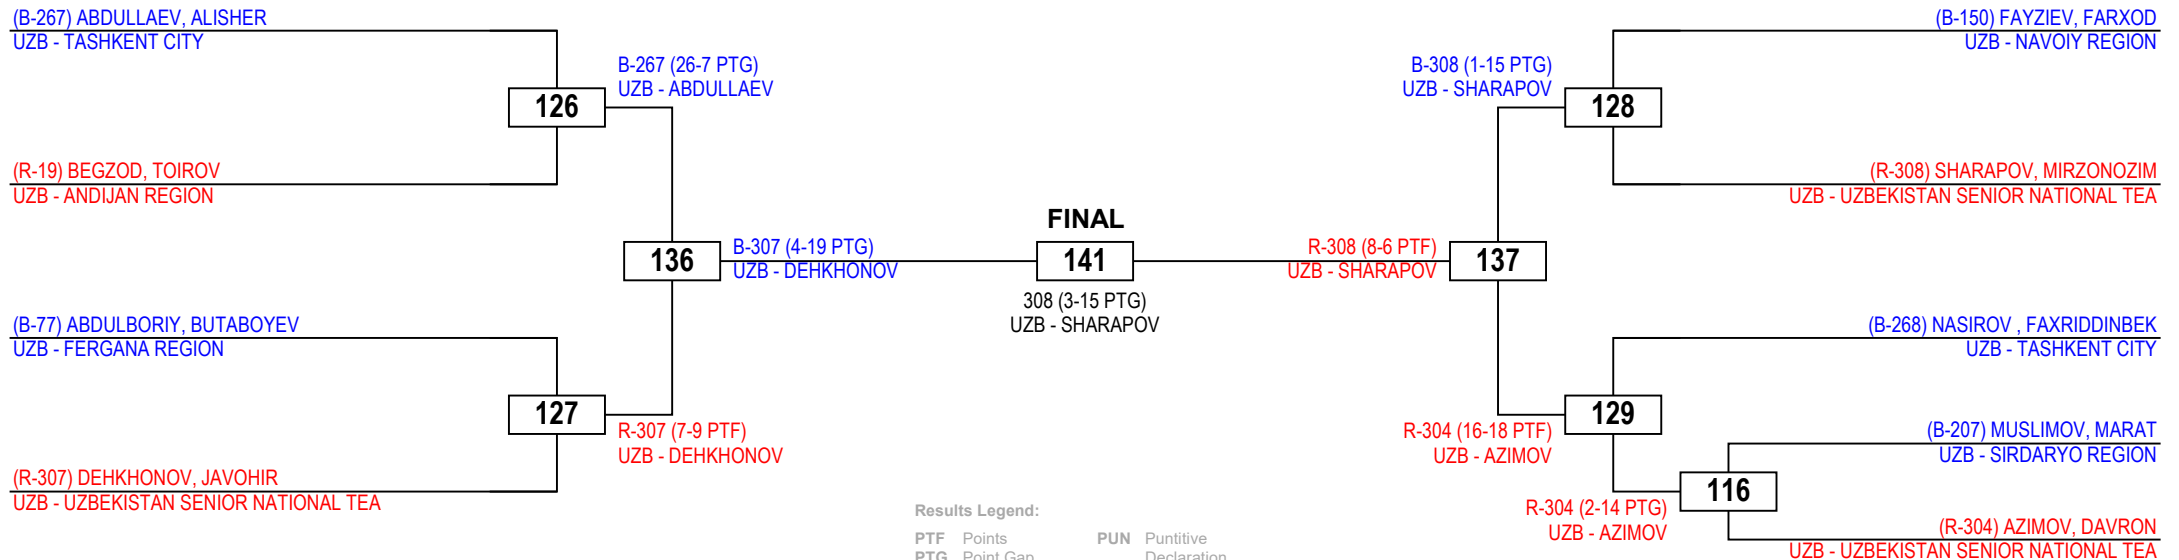 (B-267) ABDULLAEV, ALISHER
UZB - TASHKENT CITY
B-267 (26-7 PTG)
UZB - ABDULLAEV
126
(R-19) BEGZOD, TOIROV
UZB - ANDIJAN REGION
136
B-307 (4-19 PTG)
UZB - DEHKHONOV
(B-77) ABDULBORIY, BUTABOYEV
UZB - FERGANA REGION
127
R-307 (7-9 PTF)
UZB - DEHKHONOV
(R-307) DEHKHONOV, JAVOHIR
UZB - UZBEKISTAN SENIOR NATIONAL TEA
FINAL
141
308 (3-15 PTG)
UZB - SHARAPOV
(B-150) FAYZIEV, FARXOD
UZB - NAVOIY REGION
B-308 (1-15 PTG)
UZB - SHARAPOV
128
(R-308) SHARAPOV, MIRZONOZIM
UZB - UZBEKISTAN SENIOR NATIONAL TEA
R-308 (8-6 PTF)
UZB - SHARAPOV
137
(B-268) NASIROV , FAXRIDDINBEK
UZB - TASHKENT CITY
129
R-304 (16-18 PTF)
UZB - AZIMOV
(B-207) MUSLIMOV, MARAT
UZB - SIRDARYO REGION
116
R-304 (2-14 PTG)
UZB - AZIMOV
(R-304) AZIMOV, DAVRON
UZB - UZBEKISTAN SENIOR NATIONAL TEA
Results Legend:
PTF Points PUN Puntitive
PTG Point Gap Declaration